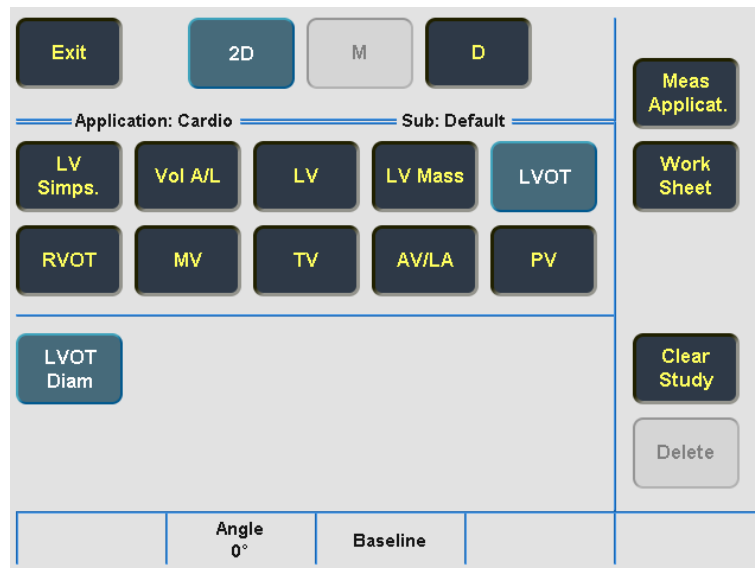 Exit
2D
M
D
Meas
Applicat.
Application: Cardio
Sub: Default
LV
Simps.
Vol A/L
LV
LV Mass
LVOT
Work
Sheet
RVOT
MV
TV
AV/LA
PV
LVOT
Diam
Clear
Study
Delete
Angle
0°
Baseline